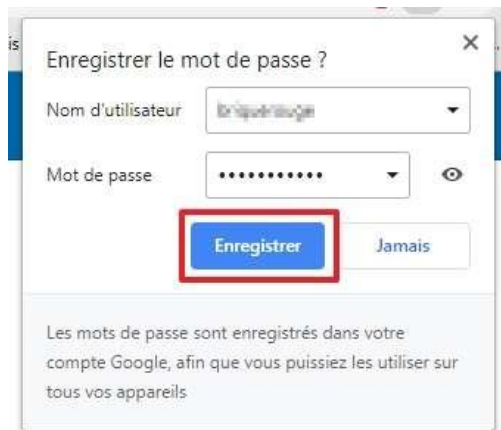 is
Enregistrer le mot de passe ?
Nom d'utilisateur
Mot de passe •••••••••••
Enregistrer Jamais
Les mots de passe sont enregistrés dans votre
compte Google, afin que vous puissiez les utiliser sur
tous vos appareils